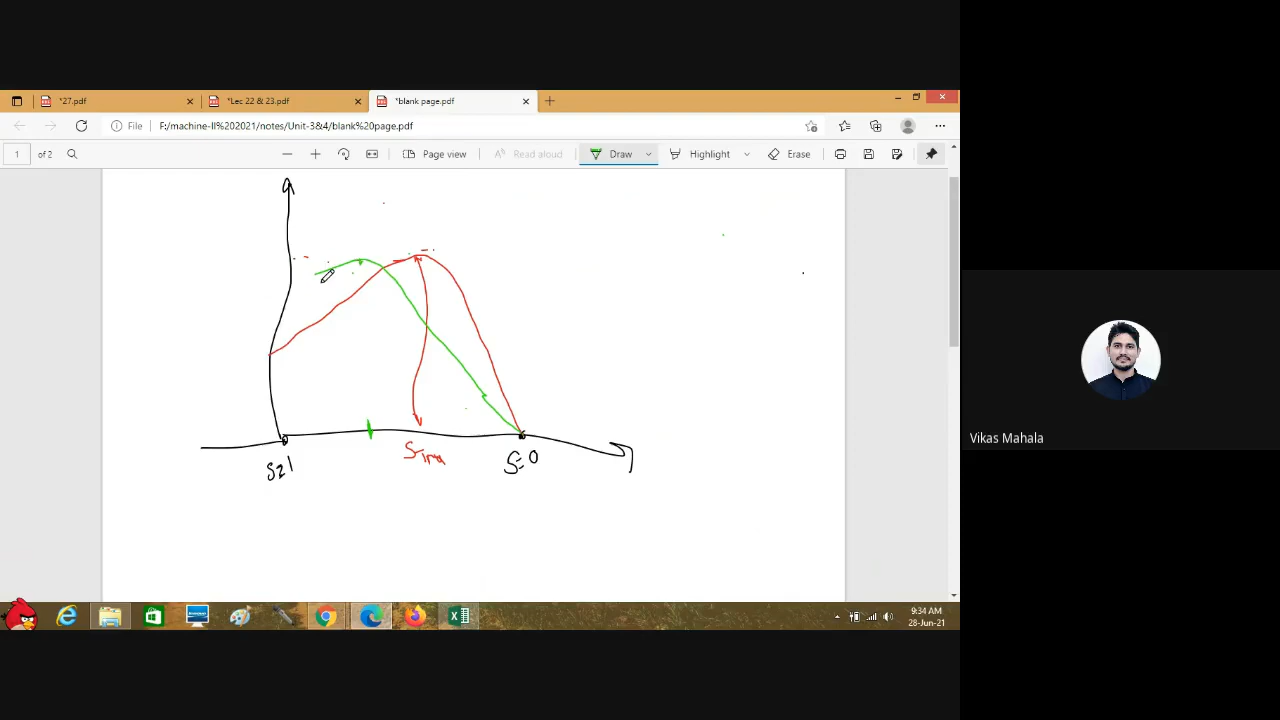 *27.pdf
*Lec 22 & 23.pdf
*blank page.pdf
File
F:/machine-II%202021/notes/Unit-3&4/blank%20page.pdf
1
of 2
Page view
Read aloud
Draw
Highlight
Erase
S=1
S=0
Vikas Mahala
9:34 AM
28-Jun-21